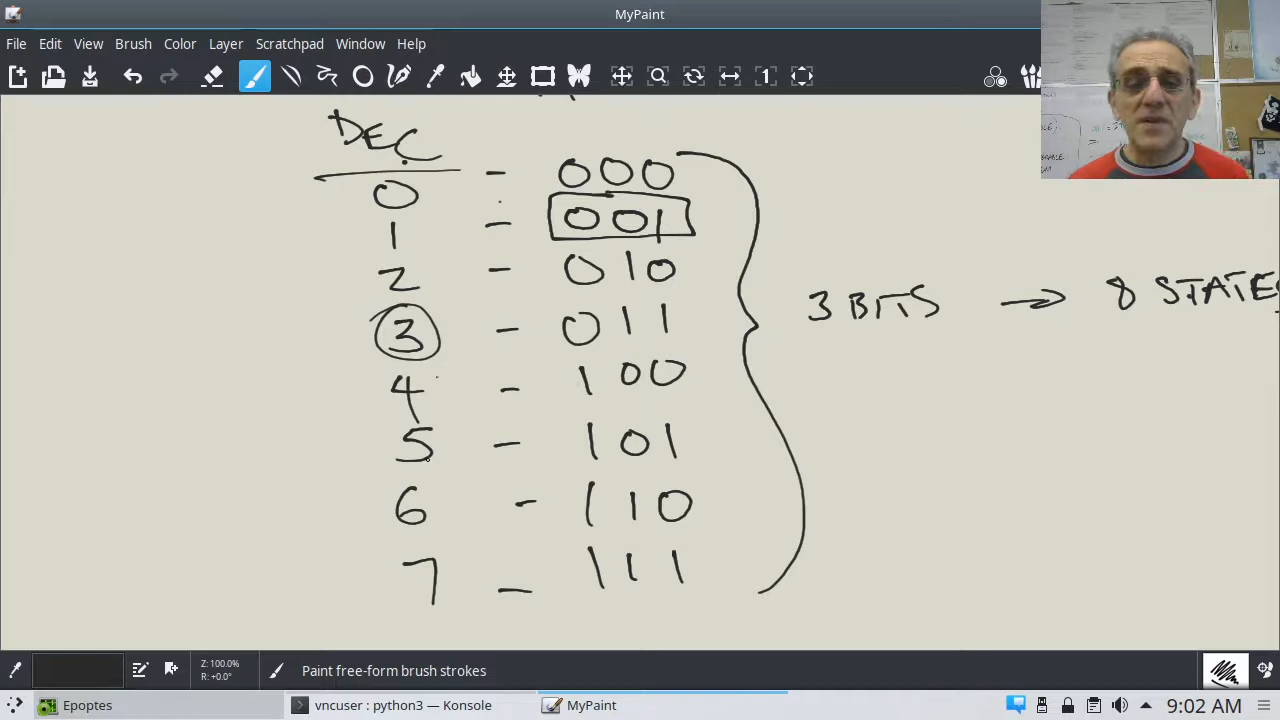 MyPaint
File Edit View Brush Color Layer Scratchpad Window Help
DEC
0 - 000
1 - 001
2 - 010
3 - 011
3 BITS → 8 STATES
4 - 100
5 - 101
6 - 110
7 - 111
Z: 100.0%
R: +0.0°
Paint free-form brush strokes
Epoptes
vncuser : python3 — Konsole
MyPaint
9:02 AM